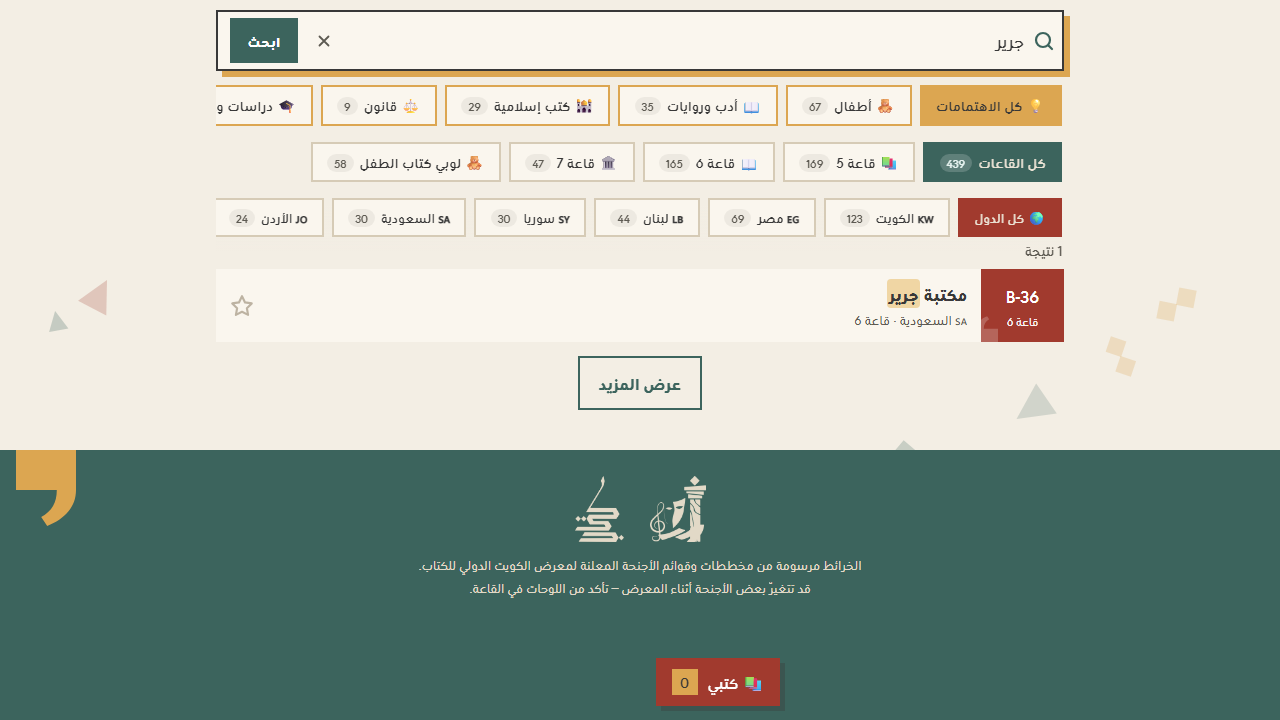 جرير
ابحث
كل الاهتمامات
أطفال 67
أدب وروايات 35
كتب إسلامية 29
قانون 9
دراسات و
كل القاعات 439
قاعة 5 169
قاعة 6 165
قاعة 7 47
لوبي كتاب الطفل 58
كل الدول
KW الكويت 123
EG مصر 69
LB لبنان 44
SY سوريا 30
SA السعودية 30
JO الأردن 24
1 نتيجة
B-36
قاعة 6
مكتبة جرير
SA السعودية · قاعة 6
عرض المزيد
الخرائط مرسومة من مخططات وقوائم الأجنحة المعلنة لمعرض الكويت الدولي للكتاب.
قد تتغيرّ بعض الأجنحة أثناء المعرض – تأكد من اللوحات في القاعة.
كتبي 0